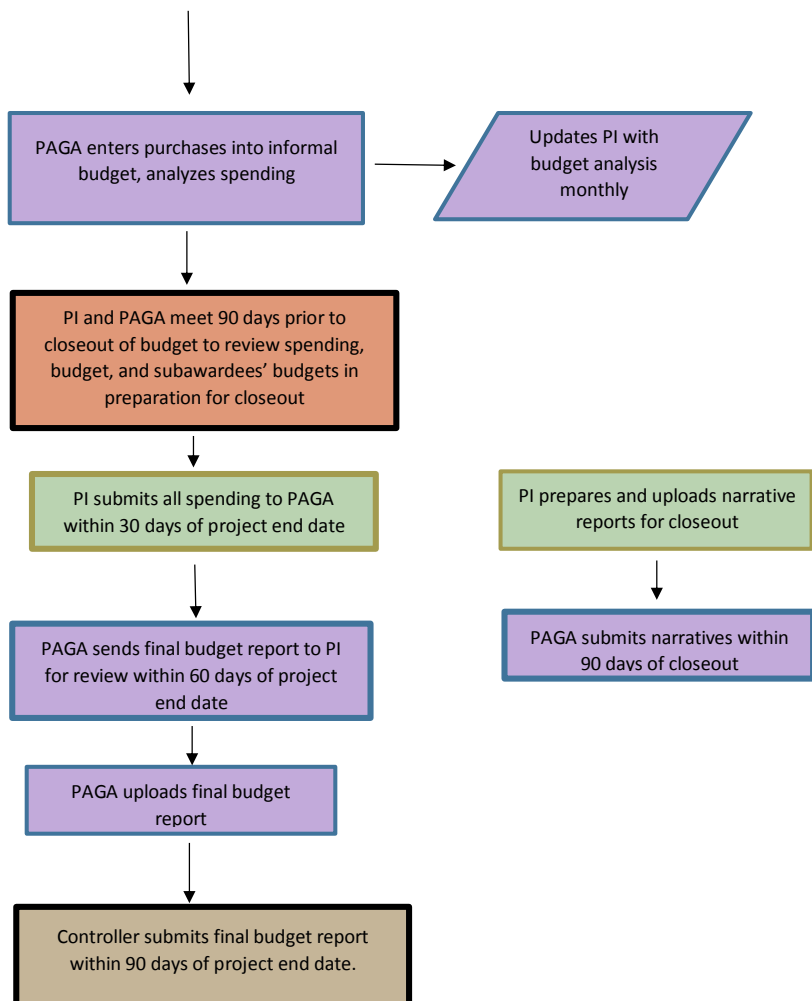 PAGA enters purchases into informal
budget, analyzes spending
Updates PI with
budget analysis
monthly
PI and PAGA meet 90 days prior to
closeout of budget to review spending,
budget, and subawardees’ budgets in
preparation for closeout
PI submits all spending to PAGA
within 30 days of project end date
PI prepares and uploads narrative
reports for closeout
PAGA sends final budget report to PI
for review within 60 days of project
end date
PAGA submits narratives within
90 days of closeout
PAGA uploads final budget
report
Controller submits final budget report
within 90 days of project end date.